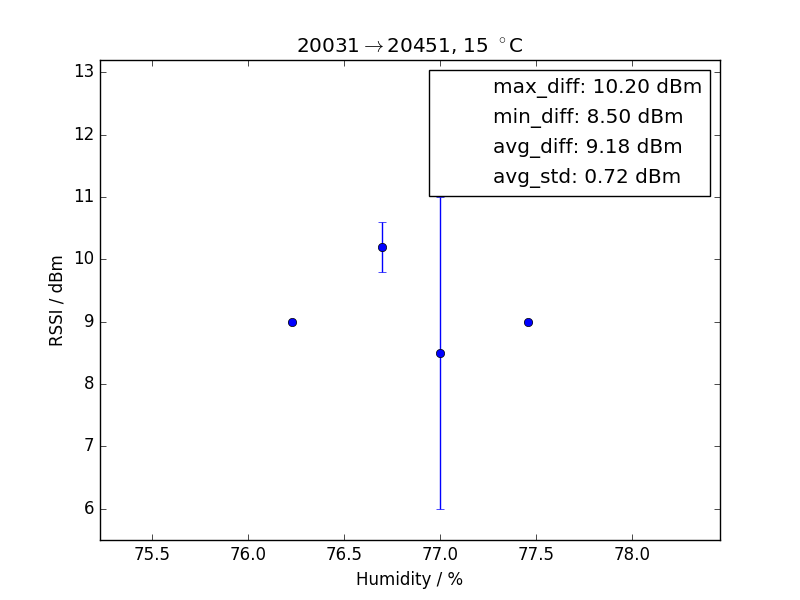 20031→20451, 15 °C
max_diff: 10.20 dBm
min_diff: 8.50 dBm
avg_diff: 9.18 dBm
avg_std: 0.72 dBm
13
12
11
10
9
8
7
6
RSSI / dBm
75.5 76.0 76.5 77.0 77.5 78.0
Humidity / %